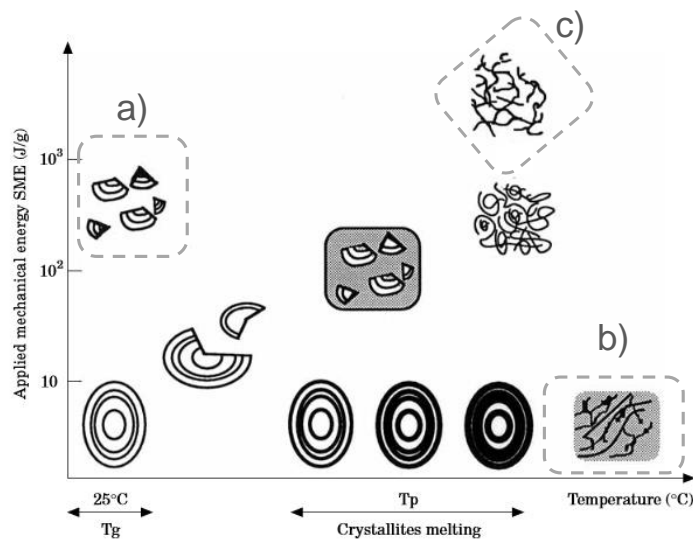 c)
a)
Applied mechanical energy SME (J/g)
10³
10²
b)
10
25°C
Tp
Temperature (°C)
Tg
Crystallites melting